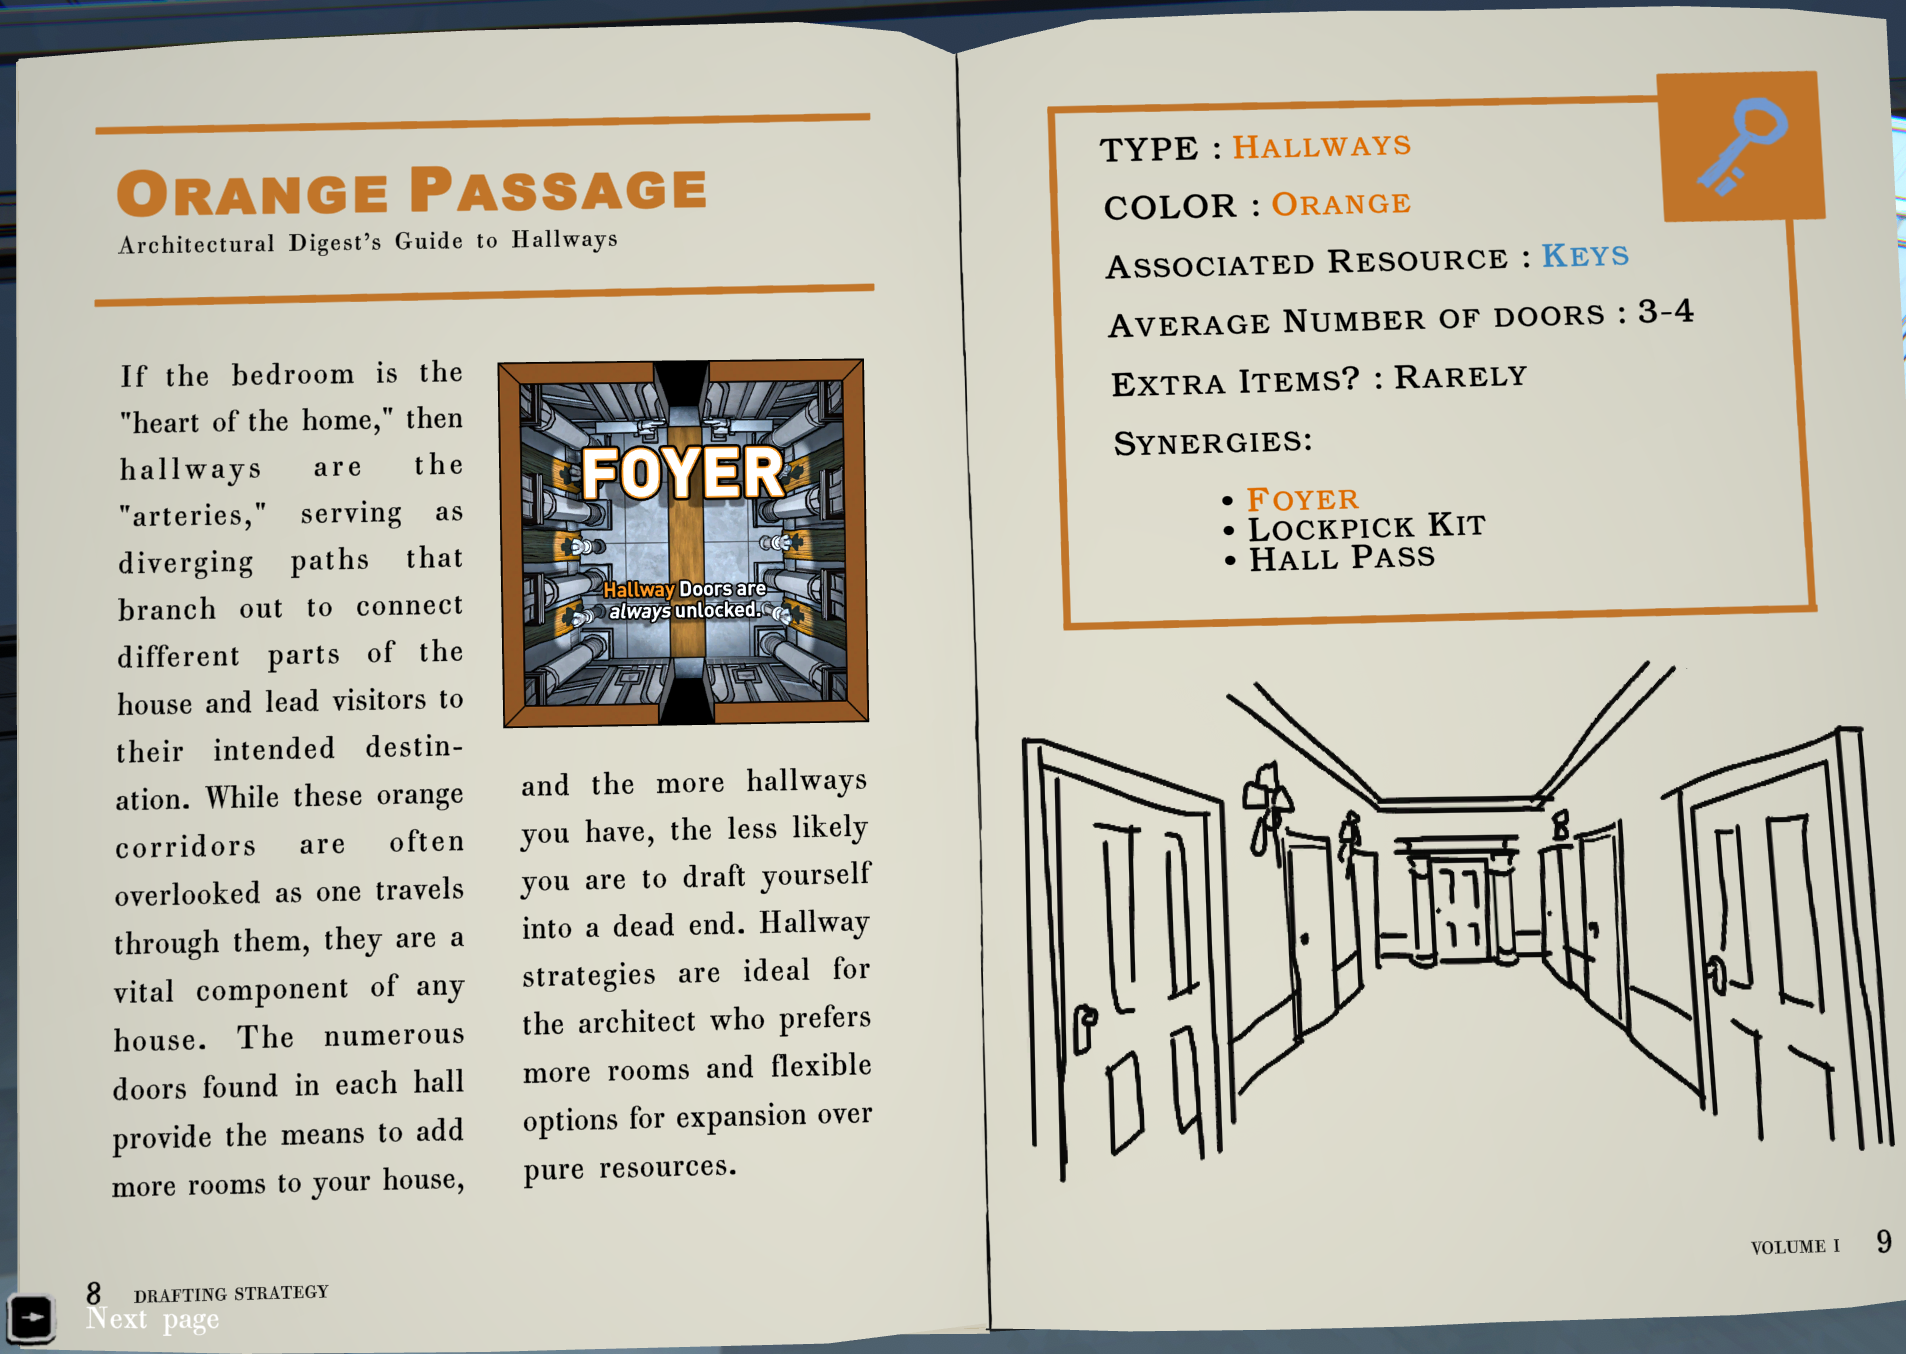 ORANGE PASSAGE
Architectural Digest's Guide to Hallways
If the bedroom is the
"heart of the home," then
hallways are the
"arteries," serving as
diverging paths that
branch out to connect
different parts of the
house and lead visitors to
their intended destin-
ation. While these orange
corridors are often
overlooked as one travels
through them, they are a
vital component of any
house. The numerous
doors found in each hall
provide the means to add
more rooms to your house,
FOYER
Hallway Doors are
always unlocked.
and the more hallways
you have, the less likely
you are to draft yourself
into a dead end. Hallway
strategies are ideal for
the architect who prefers
more rooms and flexible
options for expansion over
pure resources.
8 DRAFTING STRATEGY
Next page
TYPE : HALLWAYS
COLOR : ORANGE
ASSOCIATED RESOURCE : KEYS
AVERAGE NUMBER OF DOORS : 3-4
EXTRA ITEMS? : RARELY
SYNERGIES:
• FOYER
• LOCKPICK KIT
• HALL PASS
VOLUME I 9